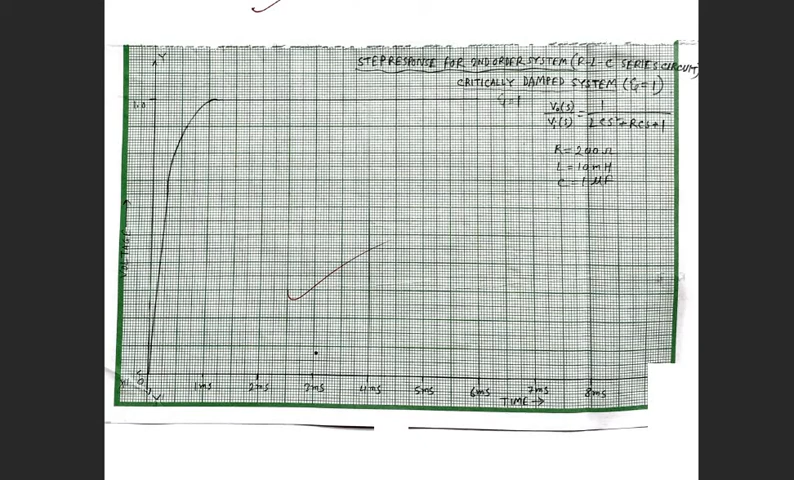 Y
STEP RESPONSE FOR 2ND ORDER SYSTEM (R-L-C SERIES CIRCUIT)
CRITICALLY DAMPED SYSTEM (ζ=1)
1.0
ζ=1
V₀(s) / Vᵢ(s) = 1 / LCS²+RCS+1
R = 200 Ω
L = 10 mH
C = 1 μF
VOLTAGE →
0 1ms 2ms 3ms 4ms 5ms 6ms 7ms 8ms
Y'
TIME →